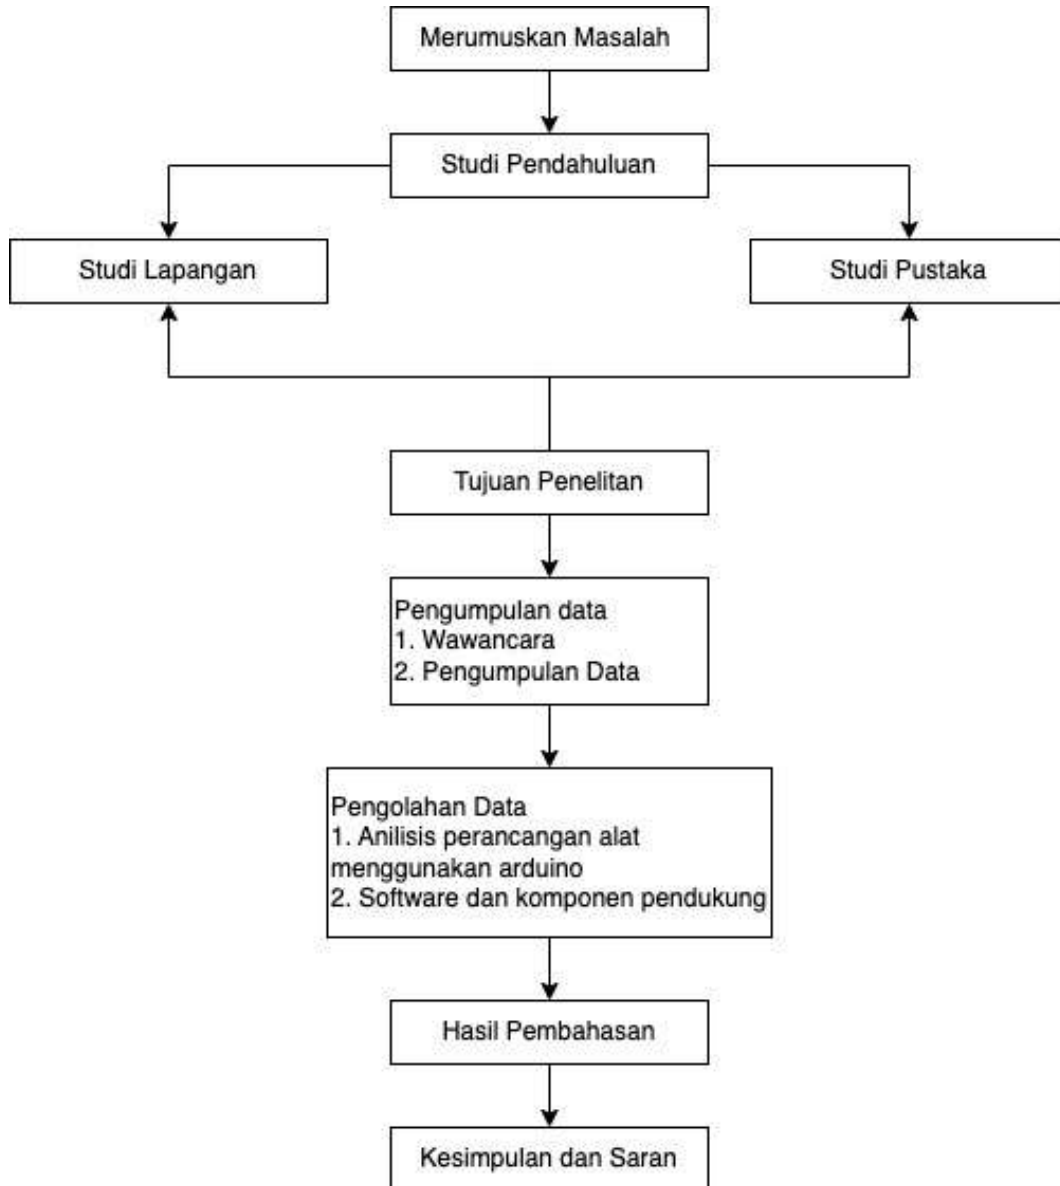 Merumuskan Masalah
Studi Pendahuluan
Studi Lapangan
Studi Pustaka
Tujuan Penelitan
Pengumpulan data
1. Wawancara
2. Pengumpulan Data
Pengolahan Data
1. Anilisis perancangan alat
menggunakan arduino
2. Software dan komponen pendukung
Hasil Pembahasan
Kesimpulan dan Saran